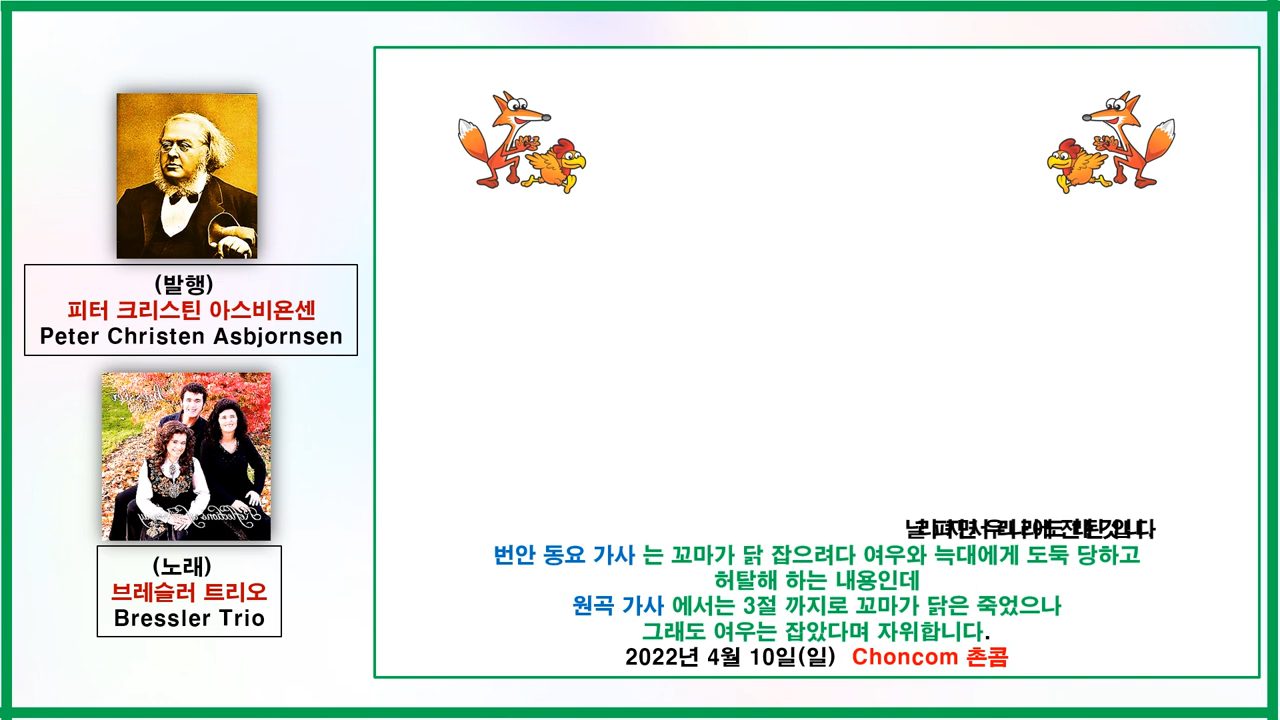 (발행)
피터 크리스틴 아스비욘센
Peter Christen Asbjornsen
(노래)
브레슬러 트리오
Bressler Trio
번안 동요 가사 는 꼬마가 닭 잡으려다 여우와 늑대에게 도둑 당하고
허탈해 하는 내용인데
원곡 가사 에서는 3절 까지로 꼬마가 닭은 죽었으나
그래도 여우는 잡았다며 자위합니다.
2022년 4월 10일(일) Choncom 촌콤